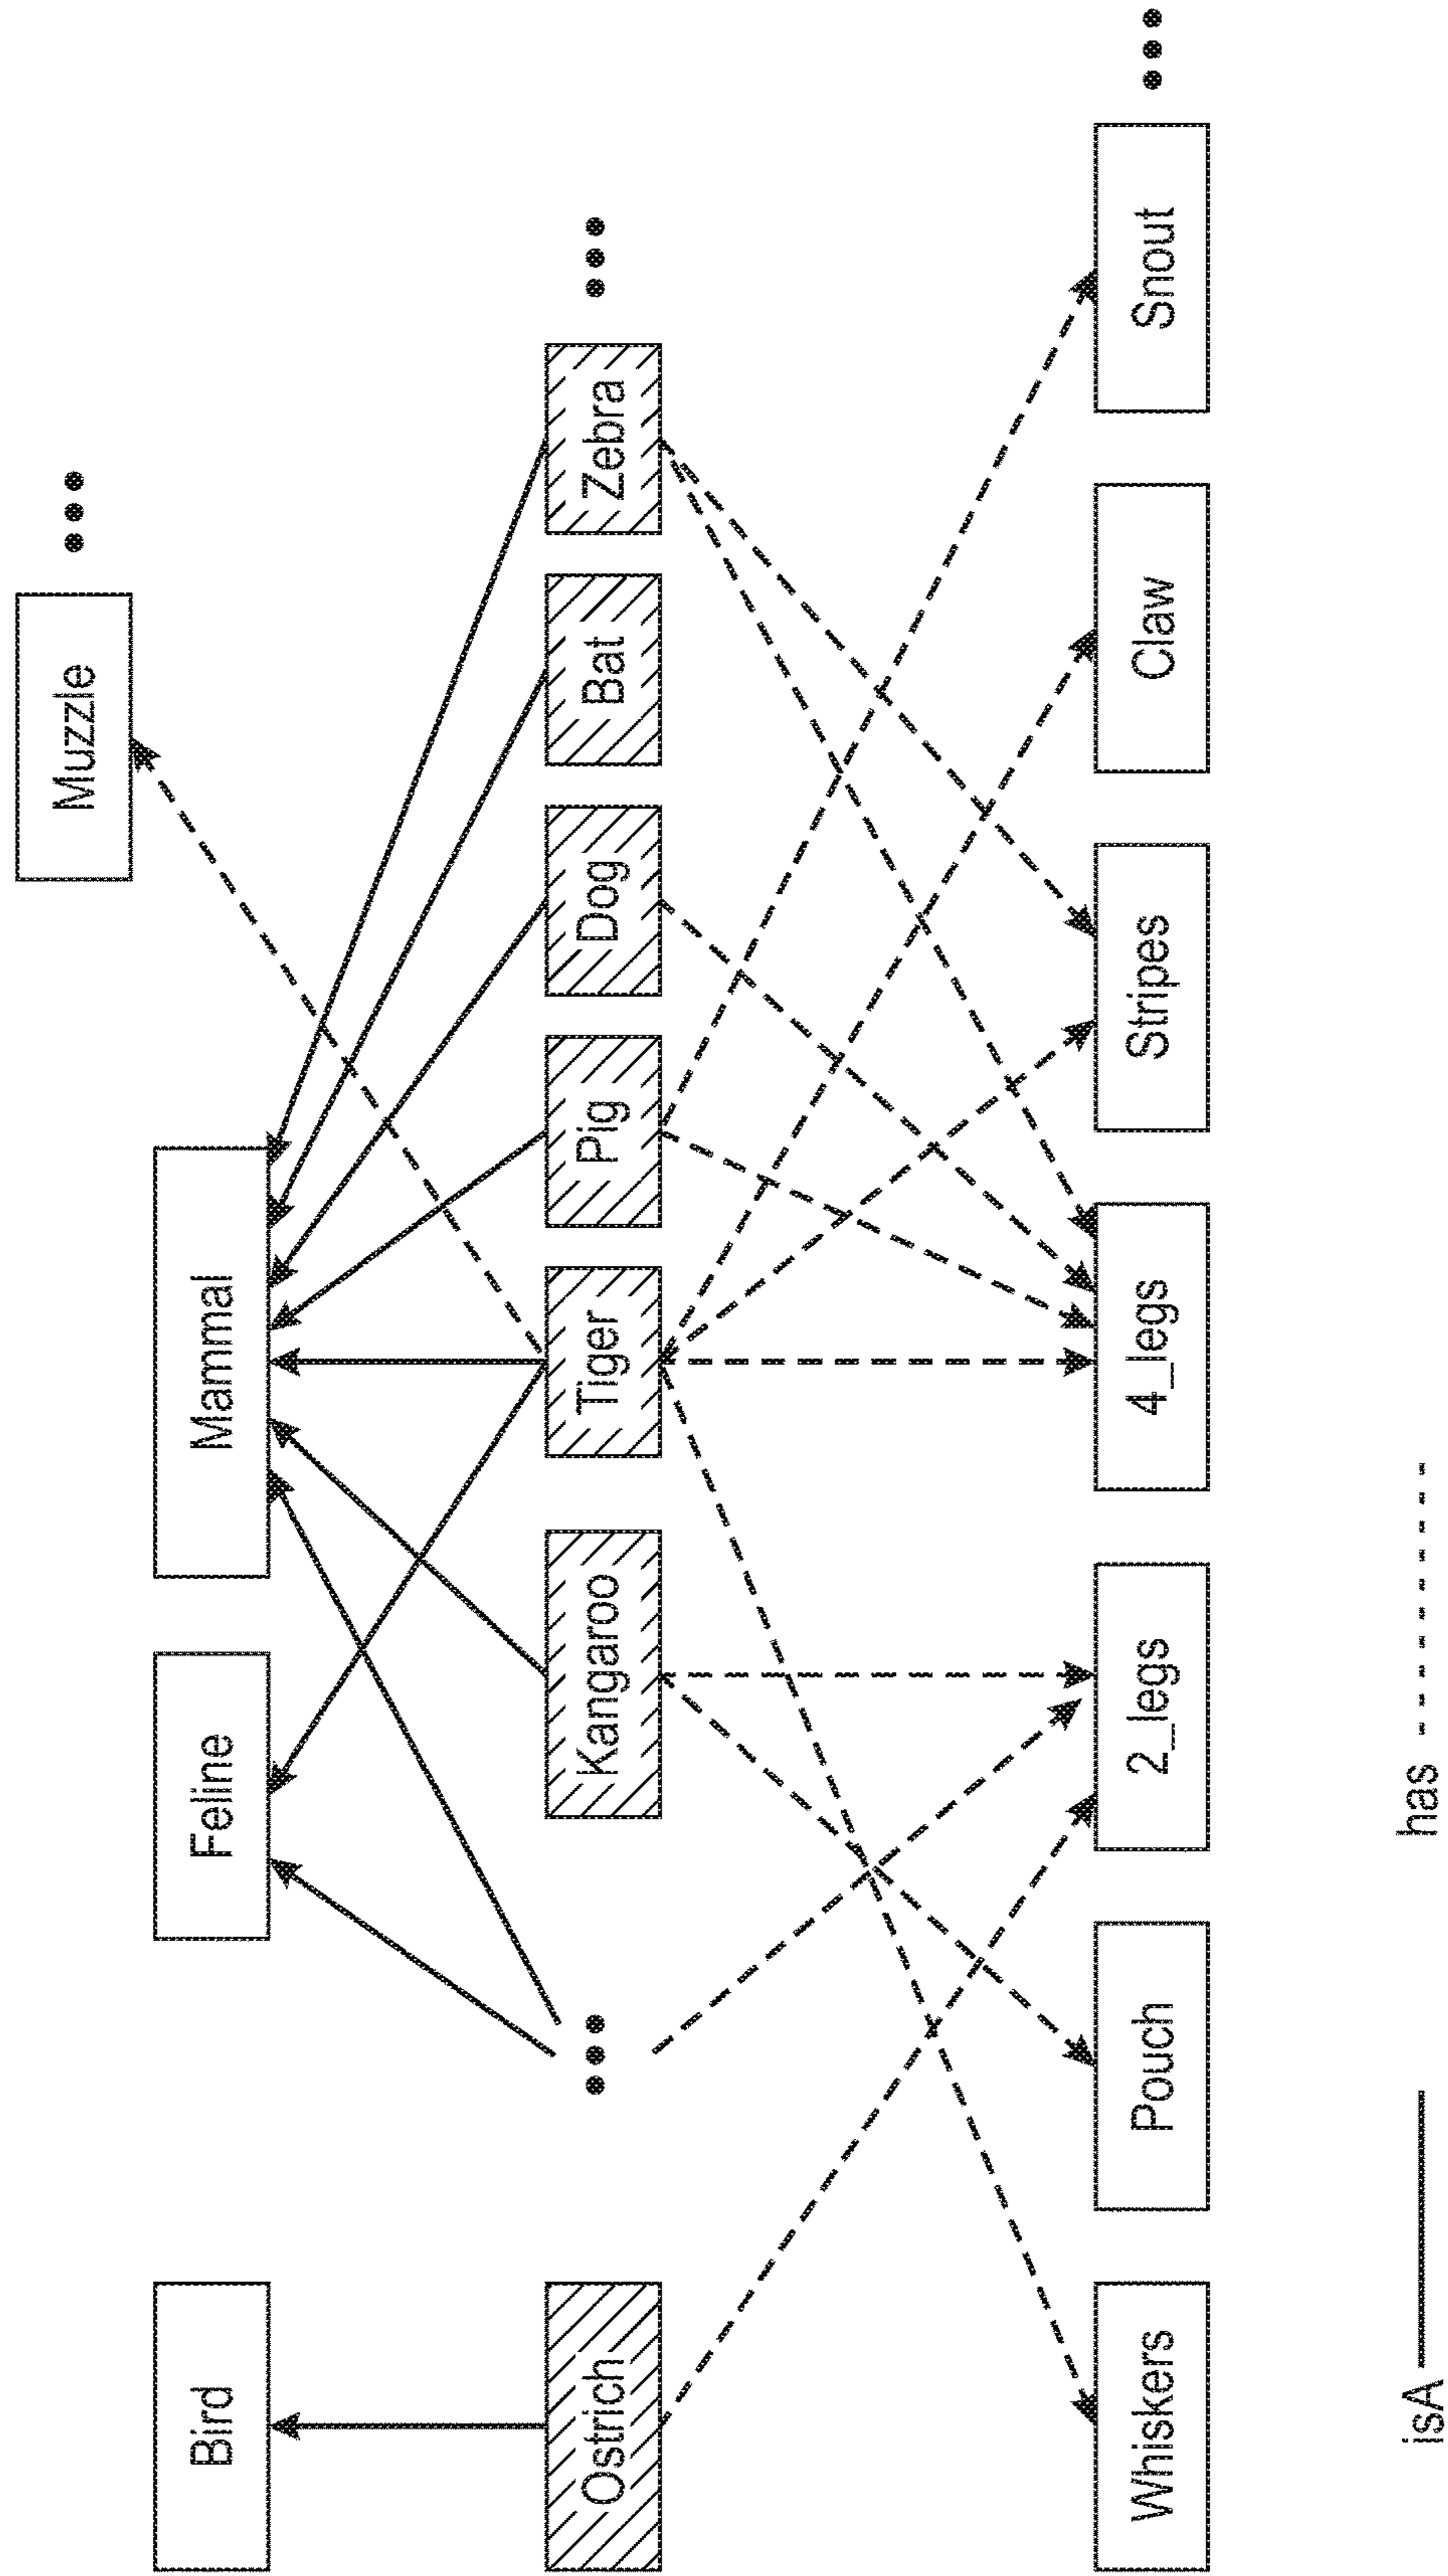 Muzzle
Bird
Feline
Mammal
Ostrich
Kangaroo
Tiger
Pig
Dog
Bat
Zebra
Whiskers
Pouch
2_legs
4_legs
Stripes
Claw
Snout
isA
has